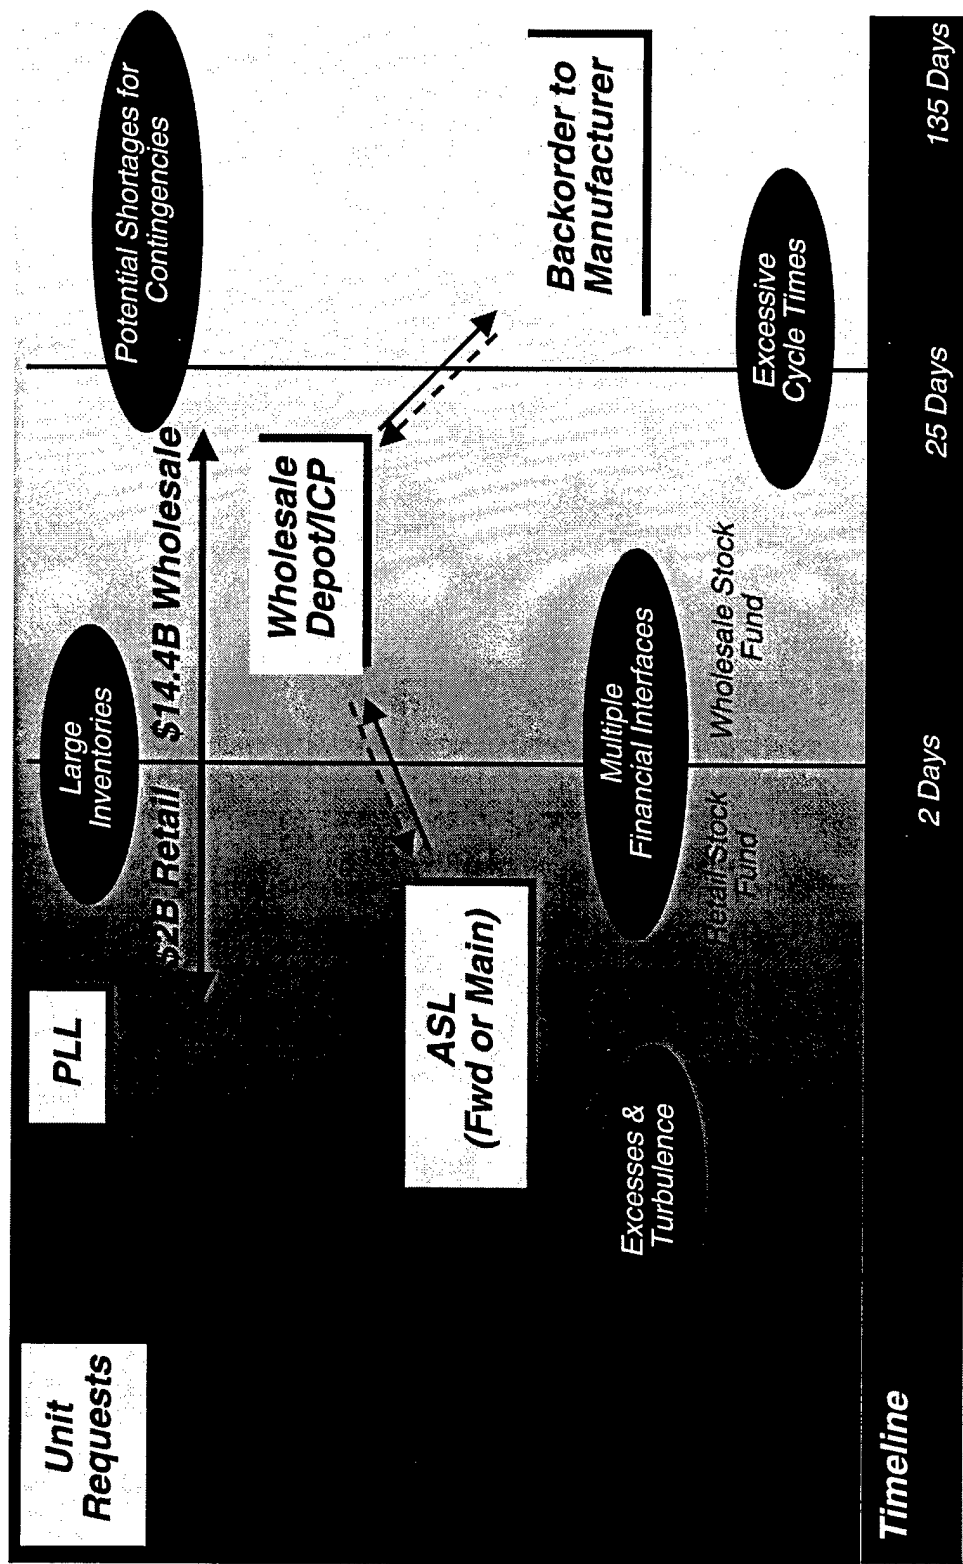 Unit
Requests
PLL
Large
Inventories
Potential Shortages for
Contingencies
$2B Retail $14.4B Wholesale
Wholesale
Depot/ICP
ASL
(Fwd or Main)
Backorder to
Manufacturer
Excesses &
Turbulence
Multiple
Financial Interfaces
Retail Stock
Fund
Wholesale Stock
Fund
Excessive
Cycle Times
Timeline
2 Days
25 Days
135 Days